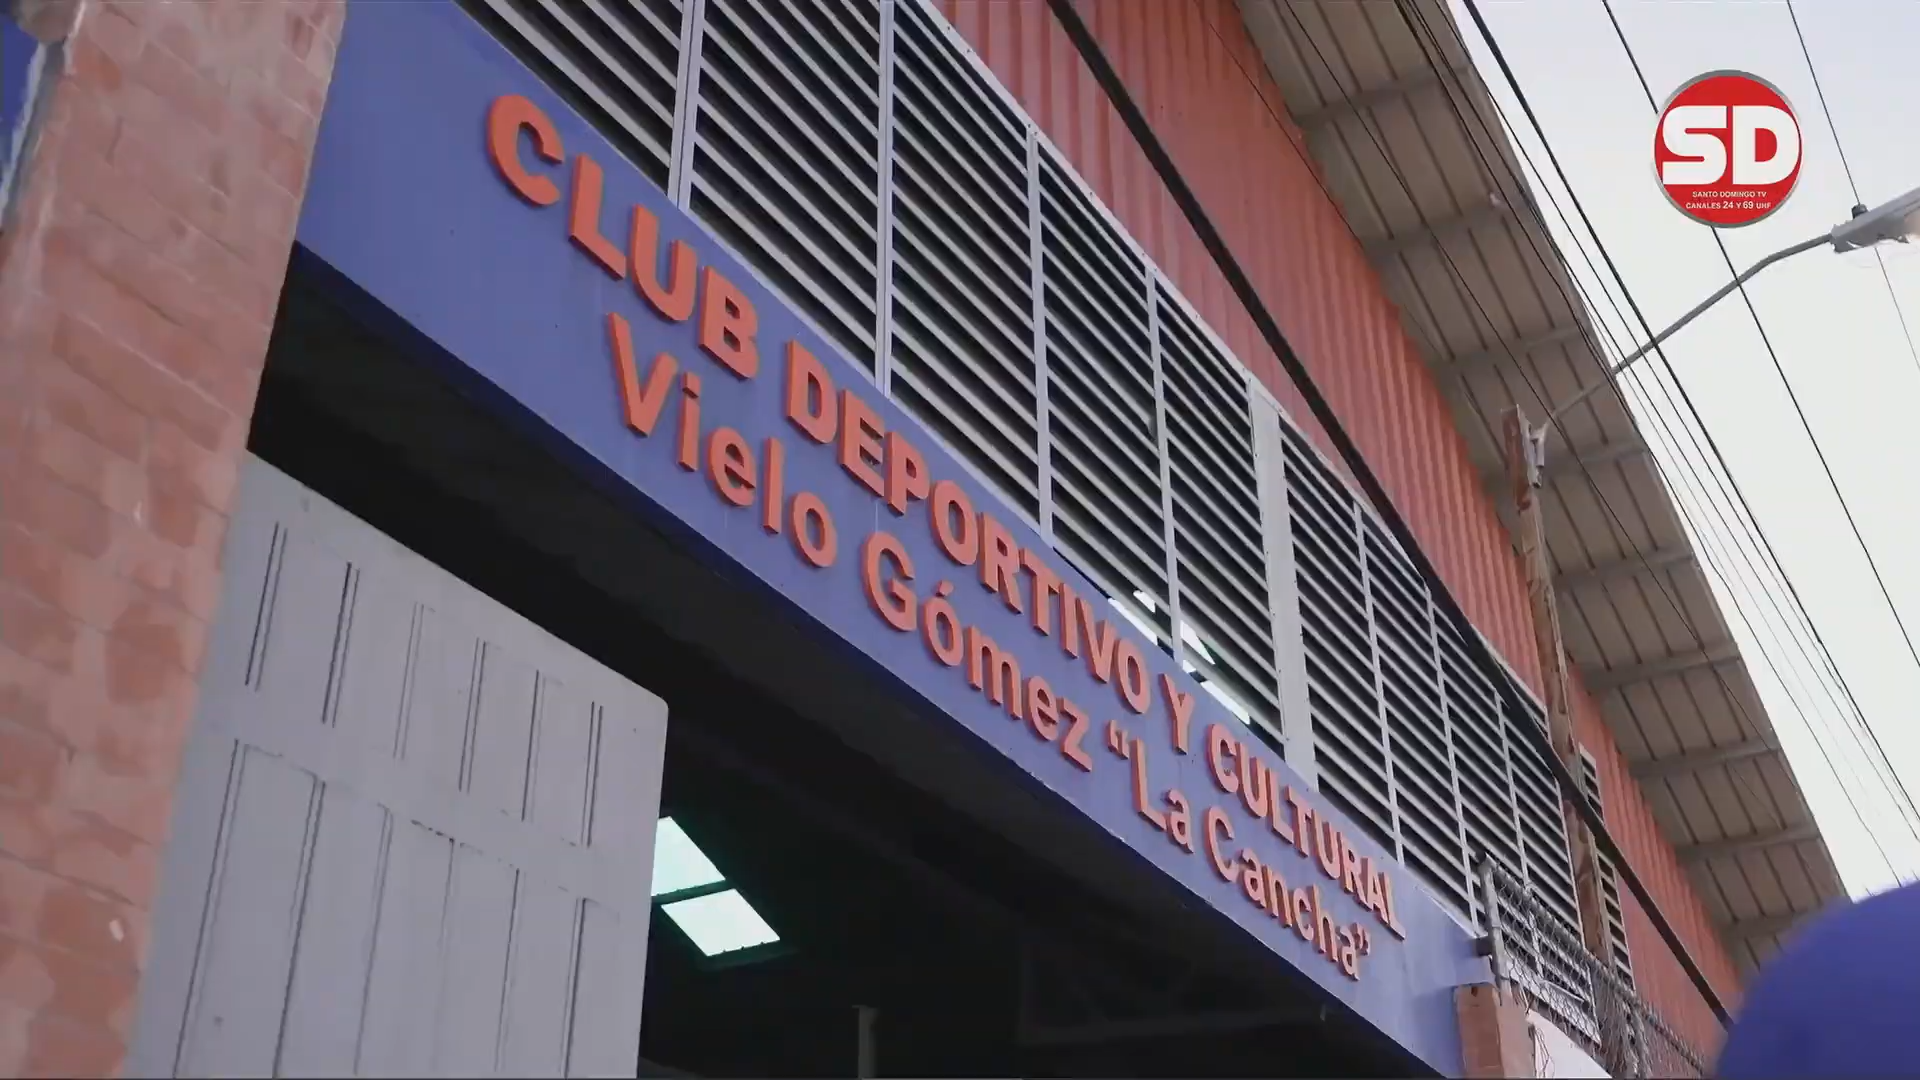 CLUB DEPORTIVO Y CULTURAL
Vielo Gómez “La Cancha”
SD
SANTO DOMINGO TV
CANALES 24 Y 69 UHF